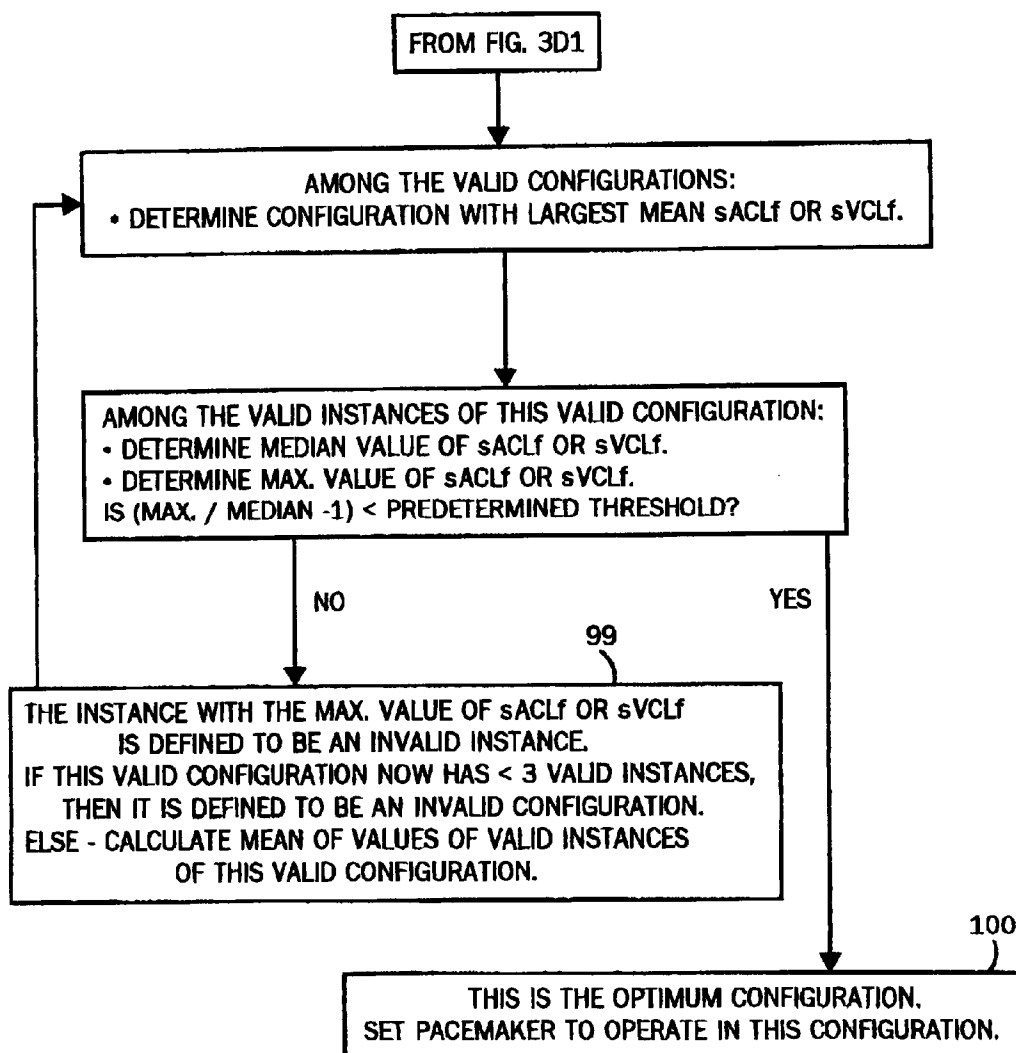 FROM FIG. 3D1
AMONG THE VALID CONFIGURATIONS:
• DETERMINE CONFIGURATION WITH LARGEST MEAN sACLf OR sVCLf.
AMONG THE VALID INSTANCES OF THIS VALID CONFIGURATION:
• DETERMINE MEDIAN VALUE OF sACLf OR sVCLf.
• DETERMINE MAX. VALUE OF sACLf OR sVCLf.
IS (MAX. / MEDIAN -1) < PREDETERMINED THRESHOLD?
NO
YES
99
THE INSTANCE WITH THE MAX. VALUE OF sACLf OR sVCLf
IS DEFINED TO BE AN INVALID INSTANCE.
IF THIS VALID CONFIGURATION NOW HAS < 3 VALID INSTANCES,
THEN IT IS DEFINED TO BE AN INVALID CONFIGURATION.
ELSE - CALCULATE MEAN OF VALUES OF VALID INSTANCES
OF THIS VALID CONFIGURATION.
100
THIS IS THE OPTIMUM CONFIGURATION.
SET PACEMAKER TO OPERATE IN THIS CONFIGURATION.